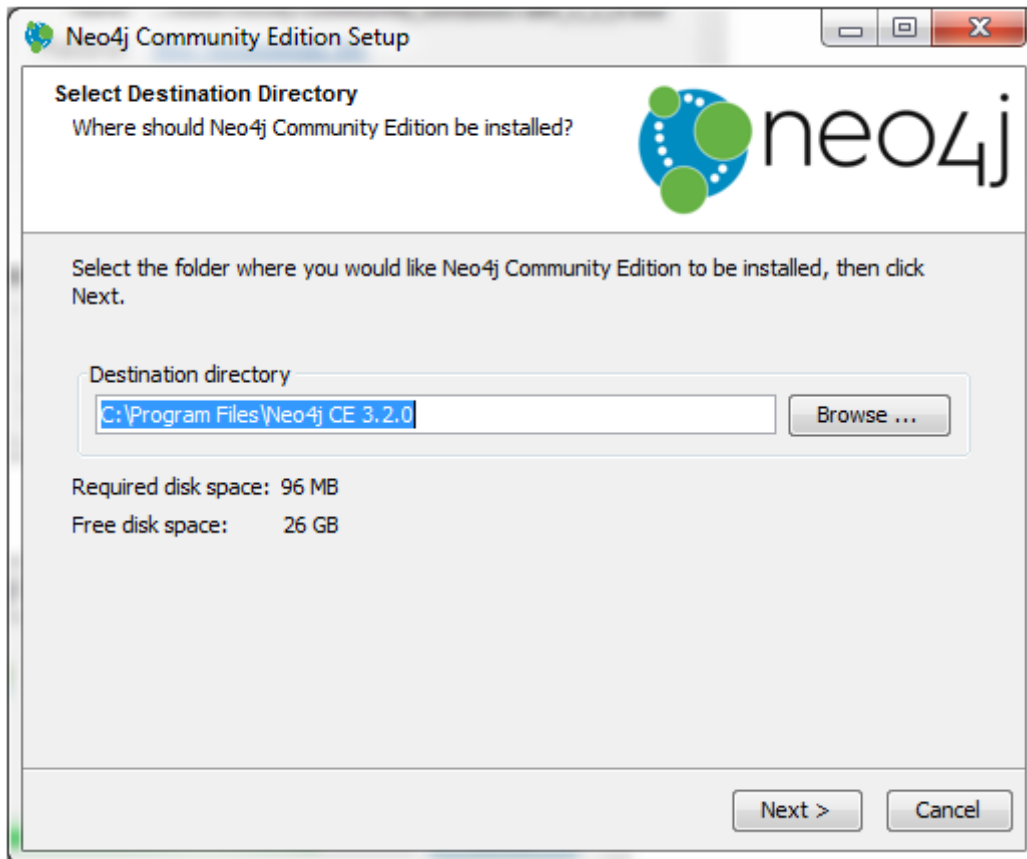 Neo4j Community Edition Setup
Select Destination Directory
Where should Neo4j Community Edition be installed?
neo4j
Select the folder where you would like Neo4j Community Edition to be installed, then click
Next.
Destination directory
C:\Program Files\Neo4j CE 3.2.0
Browse ...
Required disk space: 96 MB
Free disk space: 26 GB
Next >
Cancel